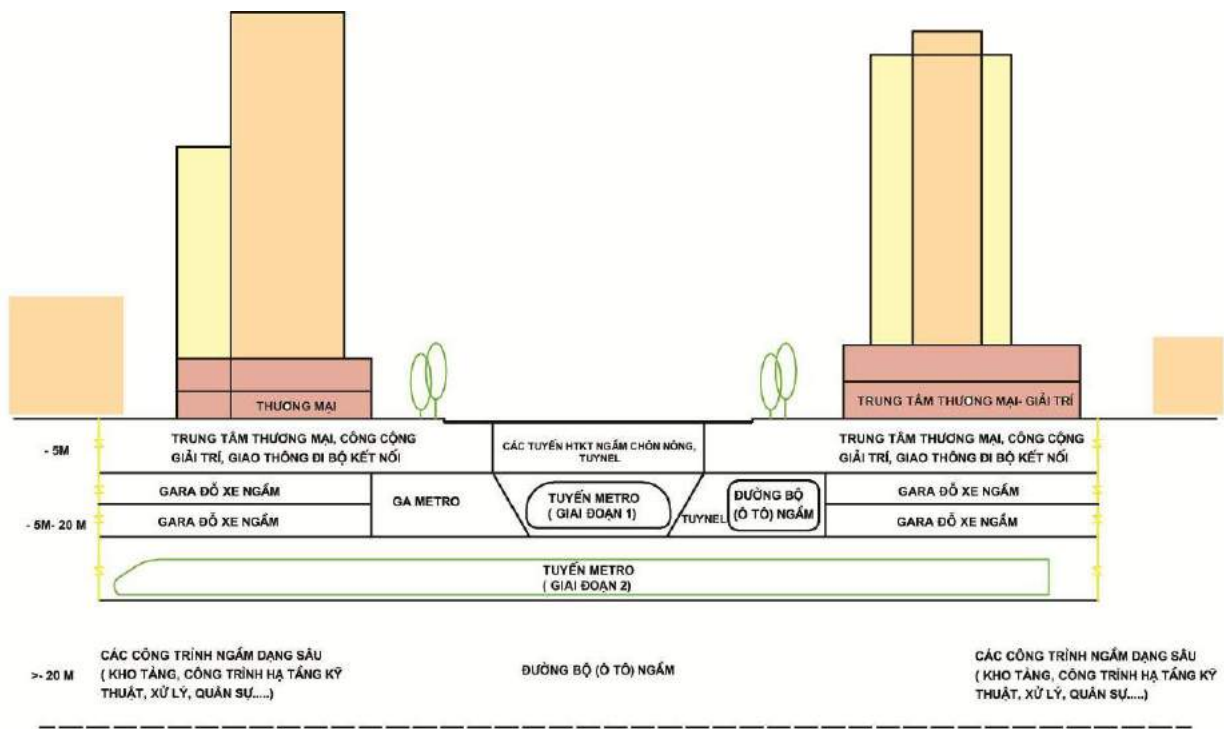 THƯƠNG MẠI
TRUNG TÂM THƯƠNG MẠI- GIẢI TRÍ
- 5M
TRUNG TÂM THƯƠNG MẠI, CÔNG CỘNG
GIẢI TRÍ, GIAO THÔNG ĐI BỘ KẾT NỐI
CÁC TUYẾN HTKT NGẦM CHÔN NÔNG,
TUYNEL
TRUNG TÂM THƯƠNG MẠI, CÔNG CỘNG
GIẢI TRÍ, GIAO THÔNG ĐI BỘ KẾT NỐI
- 5M- 20 M
GARA ĐỖ XE NGẦM
GARA ĐỖ XE NGẦM
GA METRO
TUYẾN METRO
( GIAI ĐOẠN 1)
TUYNEL
ĐƯỜNG BỘ
(Ô TÔ) NGẦM
GARA ĐỖ XE NGẦM
GARA ĐỖ XE NGẦM
TUYẾN METRO
( GIAI ĐOẠN 2)
>- 20 M
CÁC CÔNG TRÌNH NGẦM DẠNG SÂU
( KHO TÀNG, CÔNG TRÌNH HẠ TẦNG KỸ
THUẬT, XỬ LÝ, QUÂN SỰ.....)
ĐƯỜNG BỘ (Ô TÔ) NGẦM
CÁC CÔNG TRÌNH NGẦM DẠNG SÂU
( KHO TÀNG, CÔNG TRÌNH HẠ TẦNG KỸ
THUẬT, XỬ LÝ, QUÂN SỰ.....)